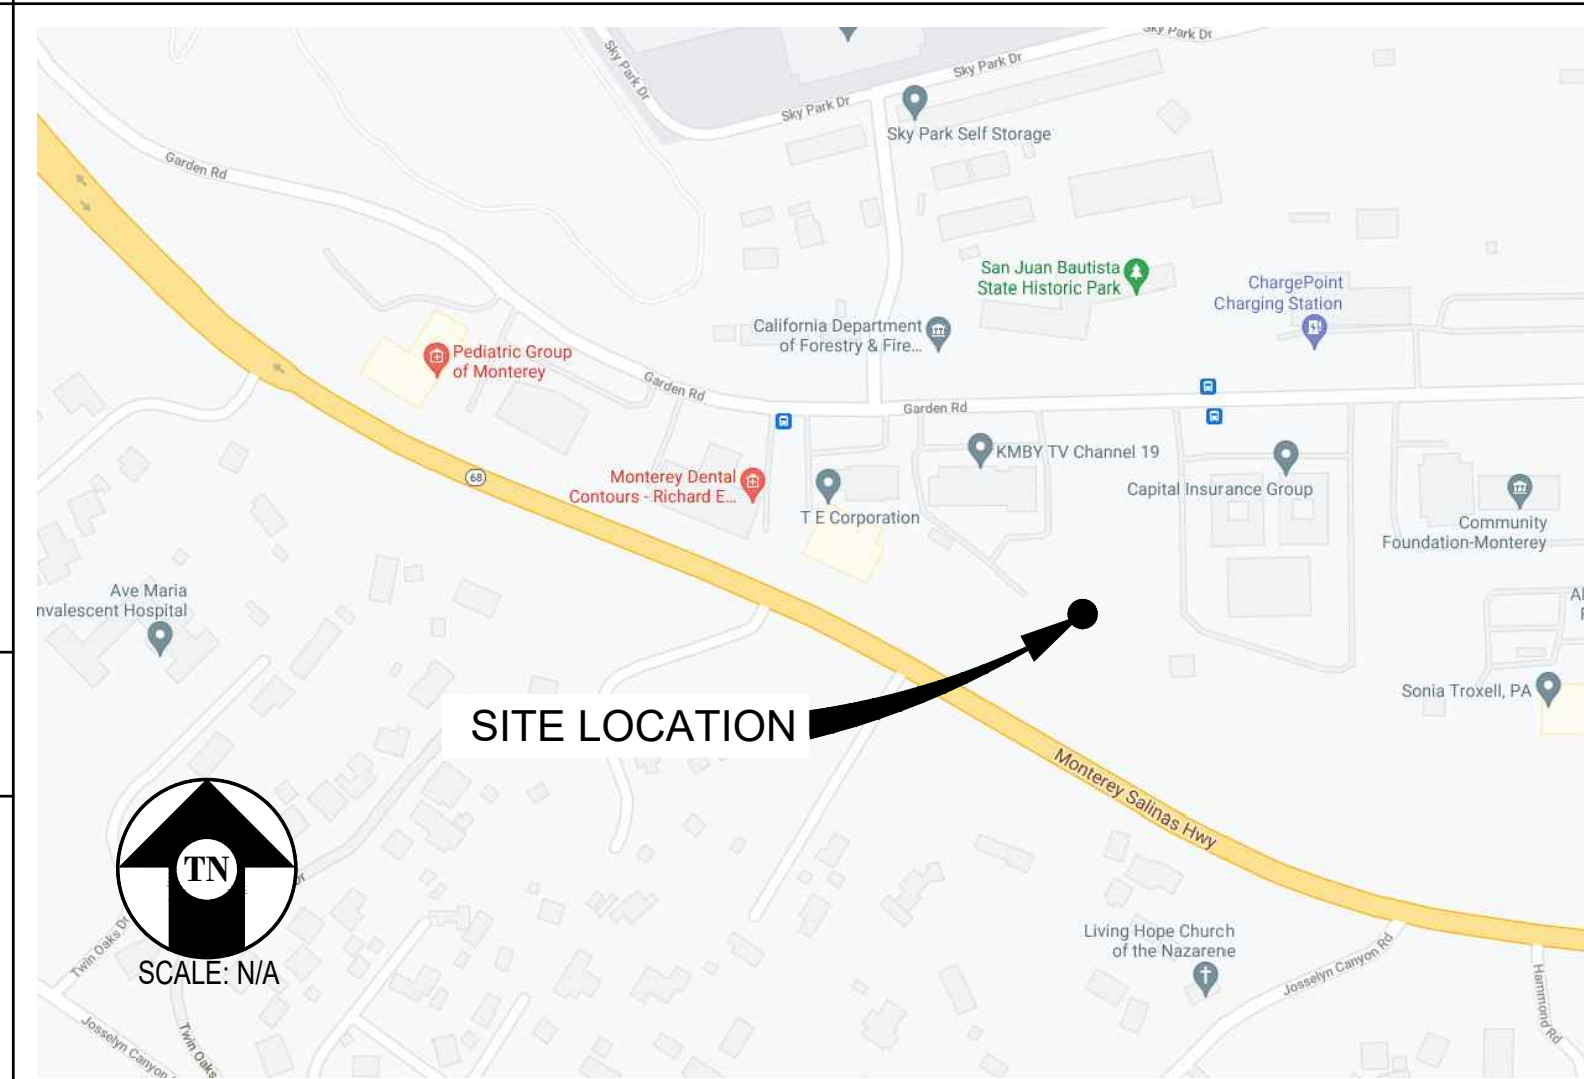 Sky Park Dr
Sky Park Dr
Sky Park Dr
Sky Park Dr
Sky Park Self Storage
Garden Rd
San Juan Bautista
State Historic Park
ChargePoint
Charging Station
California Department
of Forestry & Fire...
Pediatric Group
of Monterey
Garden Rd
Garden Rd
68
KMBY TV Channel 19
Monterey Dental
Contours - Richard E...
Capital Insurance Group
T E Corporation
Community
Foundation-Monterey
Ave Maria
nvalescent Hospital
Sonia Troxell, PA
SITE LOCATION
Monterey Salinas Hwy
TN
SCALE: N/A
Dr
Twin Oaks Dr
Living Hope Church
of the Nazarene
Josselyn Canyon Rd
Hammond Rd
Josselyn Canyon
Twin Oaks